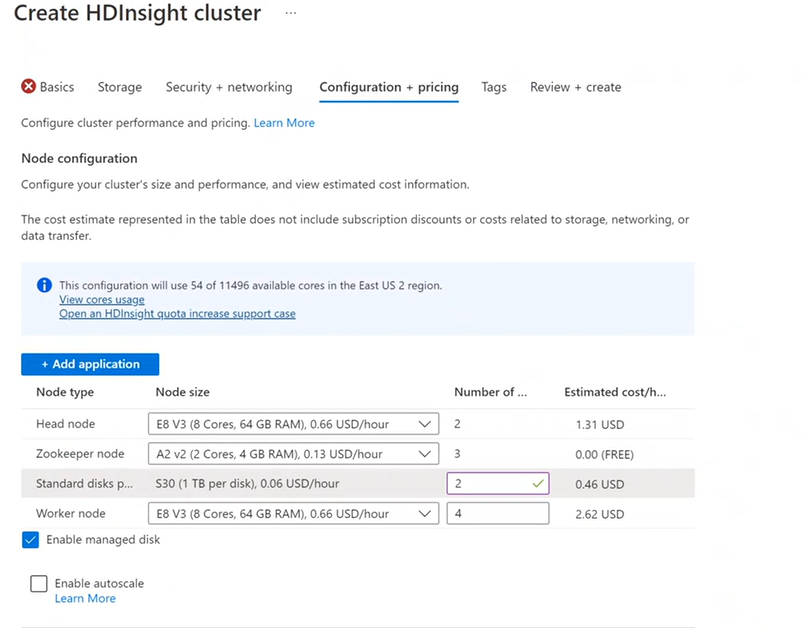 Create HDInsight cluster ...
Basics Storage Security + networking Configuration + pricing Tags Review + create
Configure cluster performance and pricing. Learn More
Node configuration
Configure your cluster's size and performance, and view estimated cost information.
The cost estimate represented in the table does not include subscription discounts or costs related to storage, networking, or
data transfer.
This configuration will use 54 of 11496 available cores in the East US 2 region.
View cores usage
Open an HDInsight quota increase support case
+ Add application
Node type Node size Number of ... Estimated cost/h...
Head node E8 V3 (8 Cores, 64 GB RAM), 0.66 USD/hour 2 1.31 USD
Zookeeper node A2 v2 (2 Cores, 4 GB RAM), 0.13 USD/hour 3 0.00 (FREE)
Standard disks p... S30 (1 TB per disk), 0.06 USD/hour 2 0.46 USD
Worker node E8 V3 (8 Cores, 64 GB RAM), 0.66 USD/hour 4 2.62 USD
Enable managed disk
Enable autoscale
Learn More